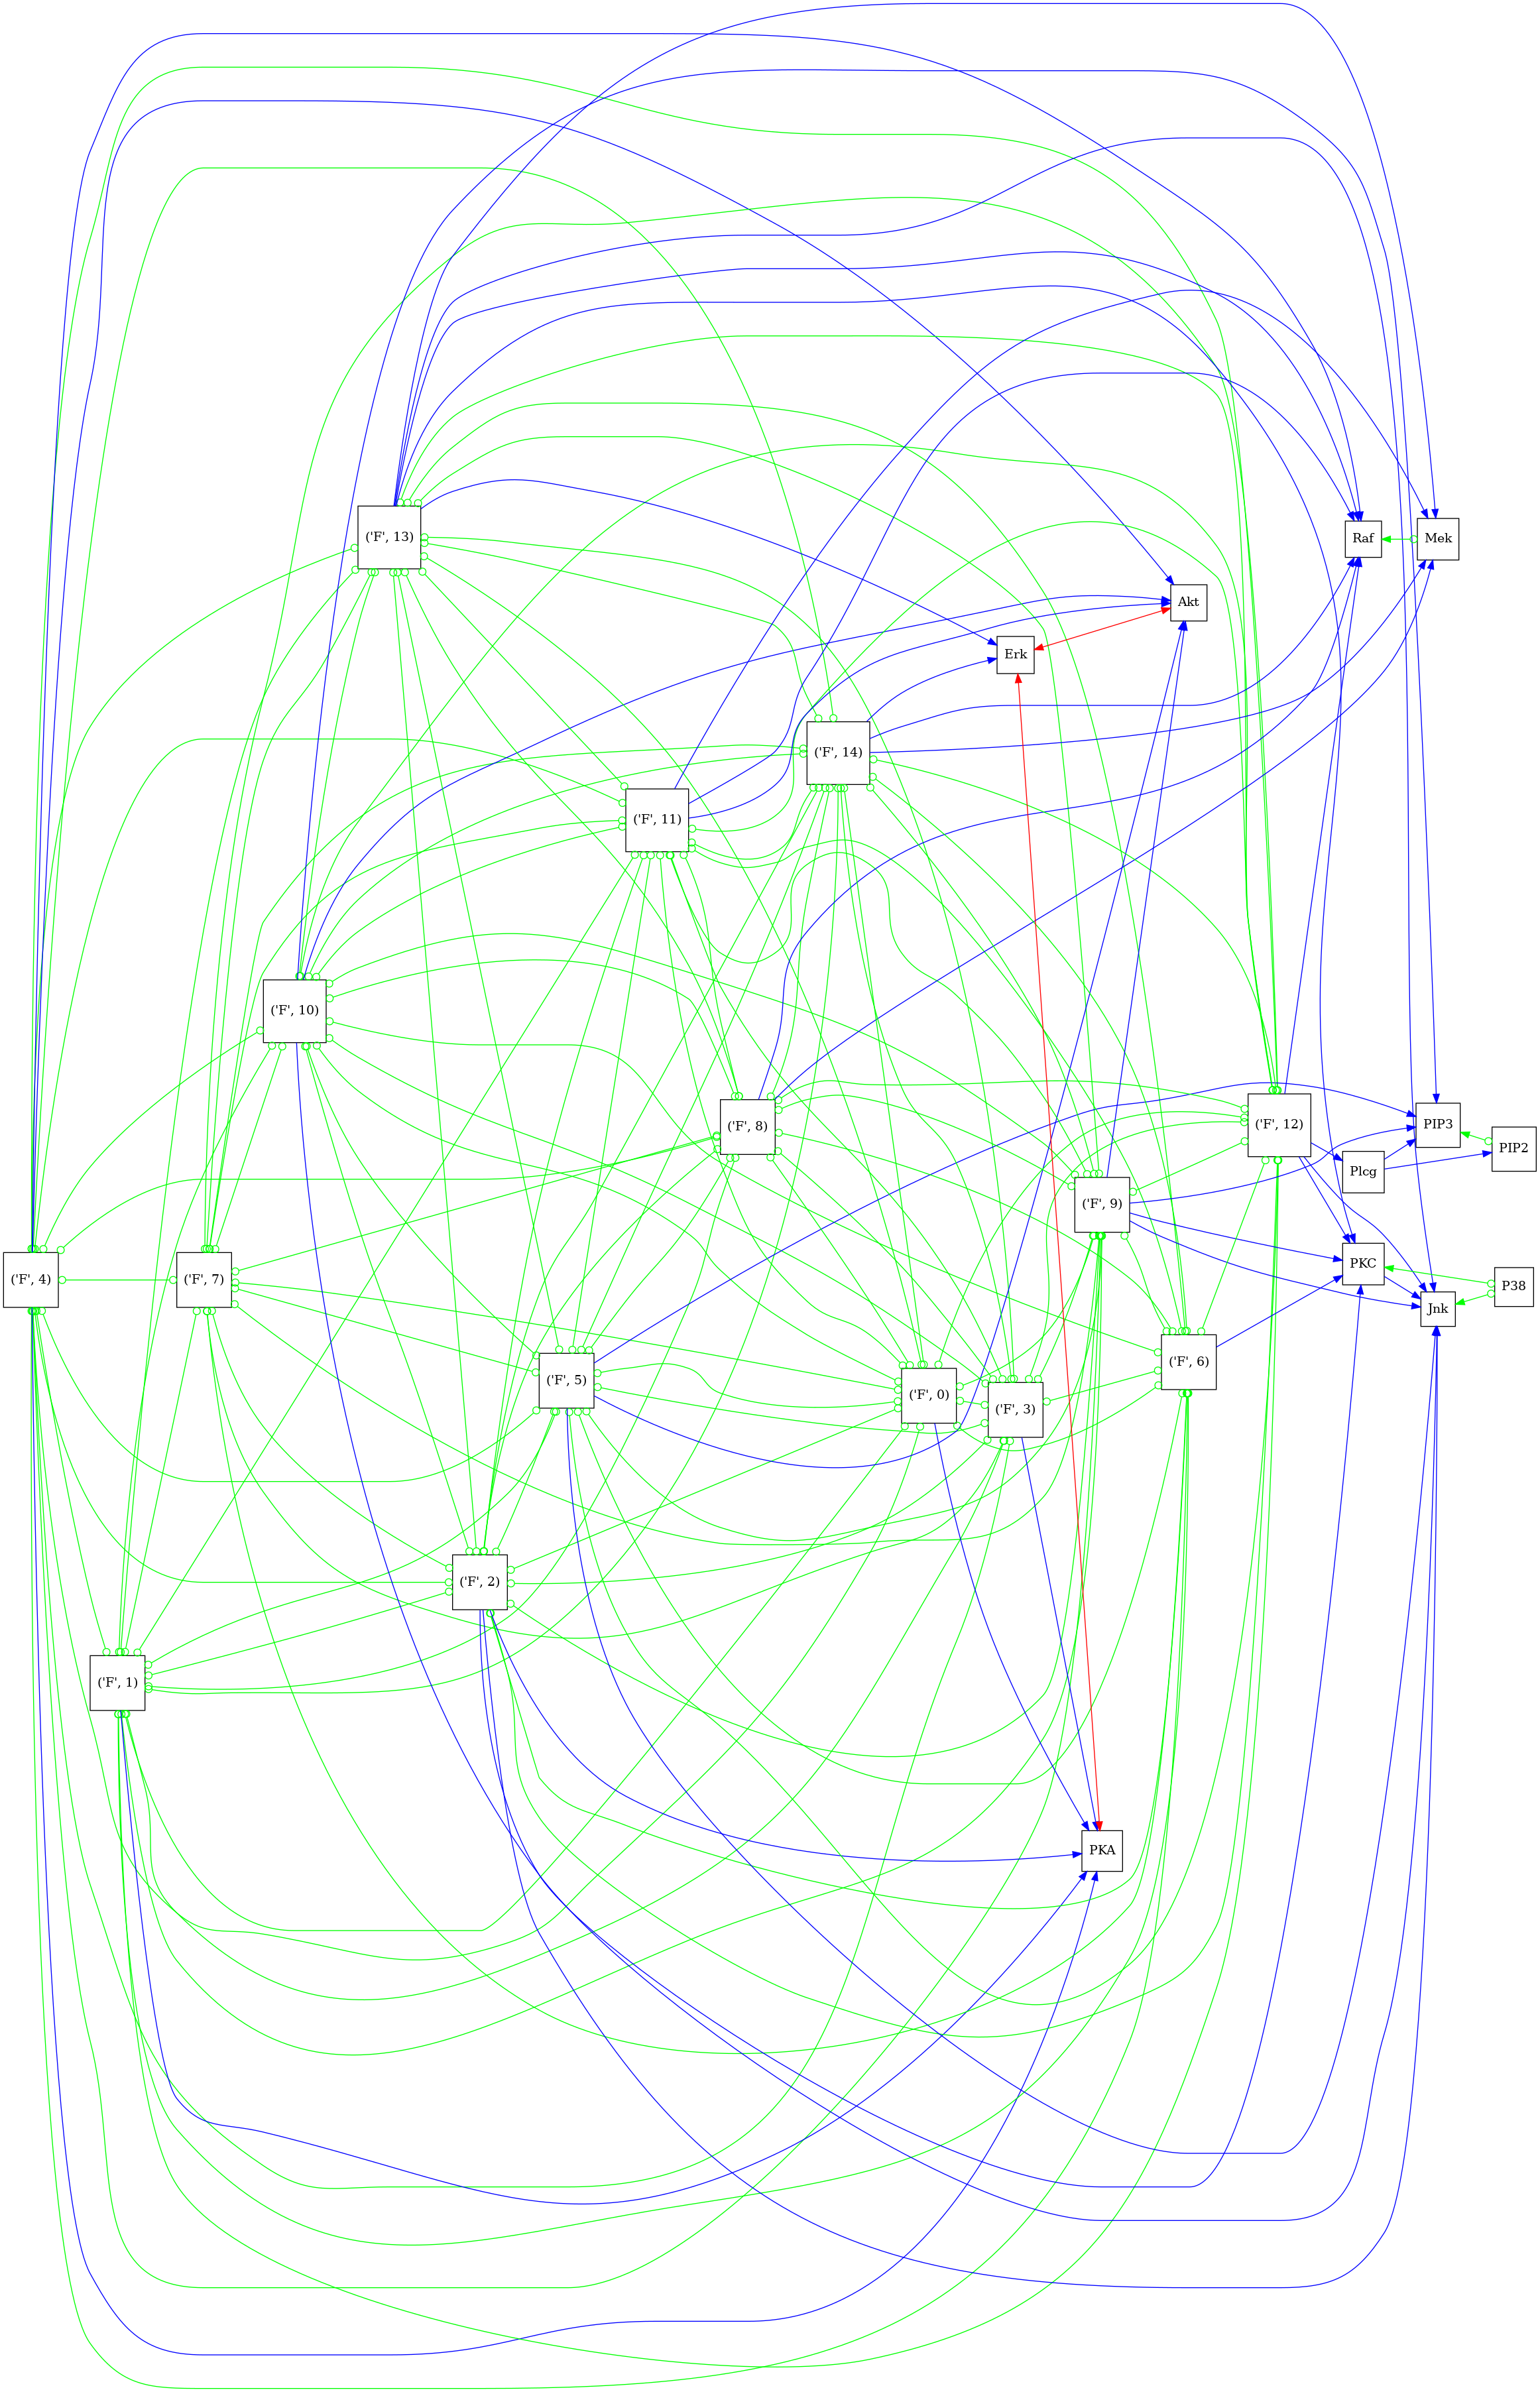 ('F', 13)
Raf
Mek
Akt
Erk
('F', 14)
('F', 11)
('F', 10)
('F', 8)
('F', 12)
PIP3
PIP2
Plcg
('F', 9)
PKC
P38
('F', 4)
('F', 7)
Jnk
('F', 6)
('F', 5)
('F', 0)
('F', 3)
('F', 2)
('F', 1)
PKA